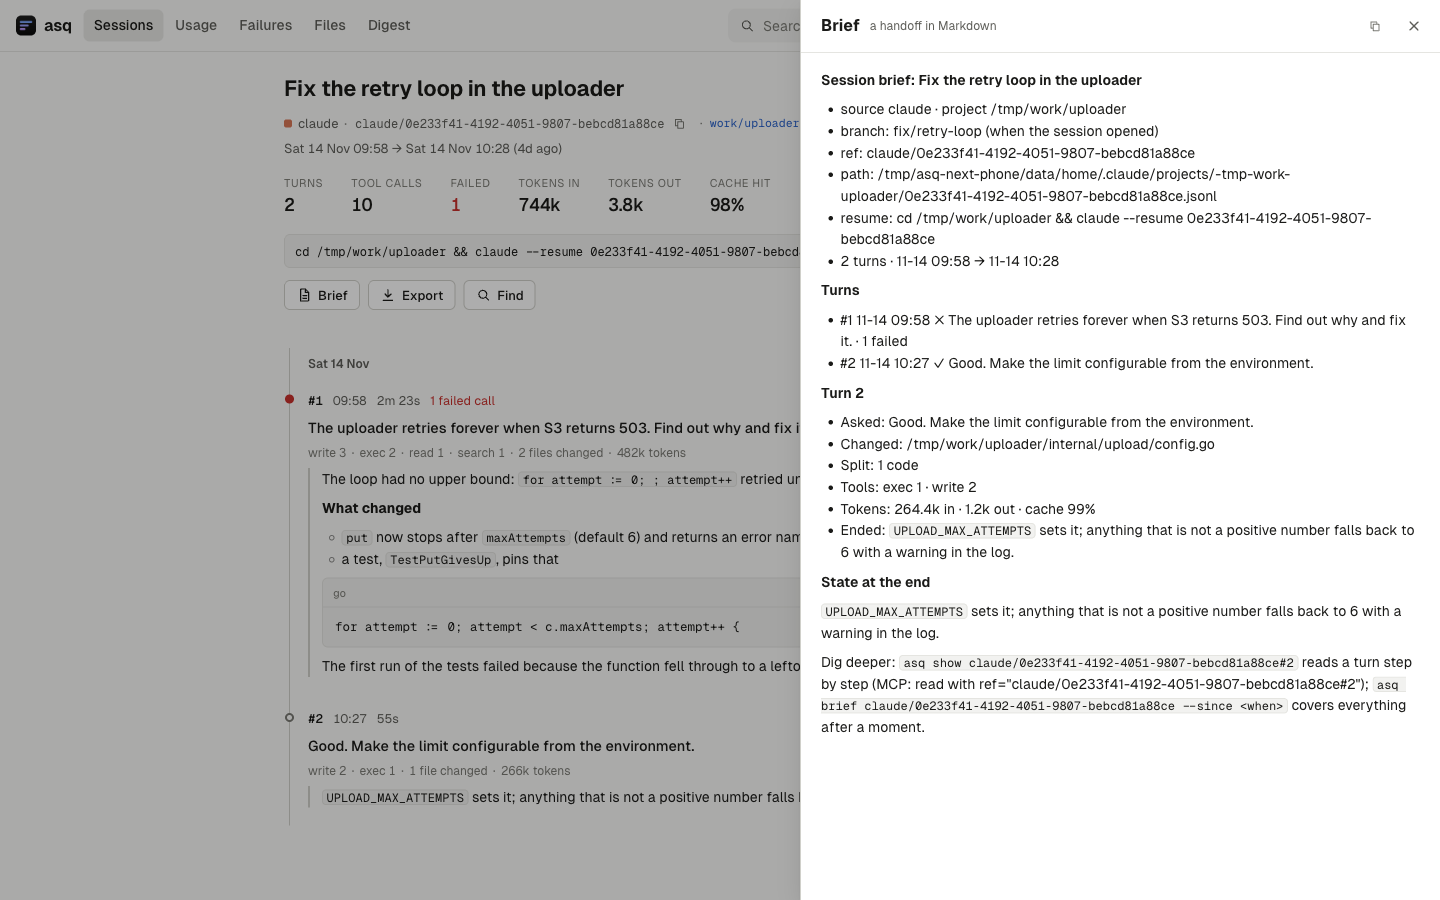 asq
Sessions
Usage
Failures
Files
Digest
Searc
Fix the retry loop in the uploader
claude · claude/0e233f41-4192-4051-9807-bebcd81a88ce · work/uploader
Sat 14 Nov 09:58 → Sat 14 Nov 10:28 (4d ago)
TURNS
2
TOOL CALLS
10
FAILED
1
TOKENS IN
744k
TOKENS OUT
3.8k
CACHE HIT
98%
cd /tmp/work/uploader && claude --resume 0e233f41-4192-4051-9807-bebcd
Brief
Export
Find
Sat 14 Nov
#1 09:58 2m 23s 1 failed call
The uploader retries forever when S3 returns 503. Find out why and fix i
write 3 · exec 2 · read 1 · search 1 · 2 files changed · 482k tokens
The loop had no upper bound: for attempt := 0; ; attempt++ retried un
What changed
put now stops after maxAttempts (default 6) and returns an error nam
a test, TestPutGivesUp, pins that
go
for attempt := 0; attempt < c.maxAttempts; attempt++ {
The first run of the tests failed because the function fell through to a lefto
#2 10:27 55s
Good. Make the limit configurable from the environment.
write 2 · exec 1 · 1 file changed · 266k tokens
UPLOAD_MAX_ATTEMPTS sets it; anything that is not a positive number falls
Brief a handoff in Markdown
Session brief: Fix the retry loop in the uploader
• source claude · project /tmp/work/uploader
• branch: fix/retry-loop (when the session opened)
• ref: claude/0e233f41-4192-4051-9807-bebcd81a88ce
• path: /tmp/asq-next-phone/data/home/.claude/projects/-tmp-work-
uploader/0e233f41-4192-4051-9807-bebcd81a88ce.jsonl
• resume: cd /tmp/work/uploader && claude --resume 0e233f41-4192-4051-9807-
bebcd81a88ce
• 2 turns · 11-14 09:58 → 11-14 10:28
Turns
• #1 11-14 09:58 ✕ The uploader retries forever when S3 returns 503. Find out why and fix
it. · 1 failed
• #2 11-14 10:27 ✓ Good. Make the limit configurable from the environment.
Turn 2
• Asked: Good. Make the limit configurable from the environment.
• Changed: /tmp/work/uploader/internal/upload/config.go
• Split: 1 code
• Tools: exec 1 · write 2
• Tokens: 264.4k in · 1.2k out · cache 99%
• Ended: UPLOAD_MAX_ATTEMPTS sets it; anything that is not a positive number falls back to
6 with a warning in the log.
State at the end
UPLOAD_MAX_ATTEMPTS sets it; anything that is not a positive number falls back to 6 with a
warning in the log.
Dig deeper: asq show claude/0e233f41-4192-4051-9807-bebcd81a88ce#2 reads a turn step
by step (MCP: read with ref="claude/0e233f41-4192-4051-9807-bebcd81a88ce#2"); asq
brief claude/0e233f41-4192-4051-9807-bebcd81a88ce --since <when> covers everything
after a moment.